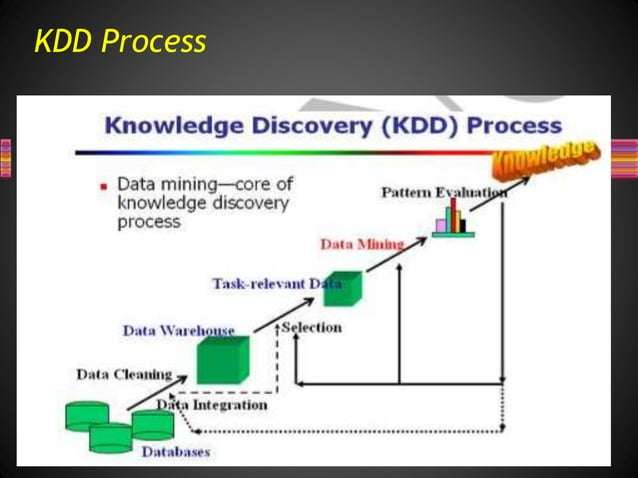 KDD Process
Knowledge Discovery (KDD) Process
Knowledge
Data mining—core of
knowledge discovery
process
Pattern Evaluation
Data Mining
Task-relevant Data
Data Warehouse
Selection
Data Cleaning
Data Integration
Databases